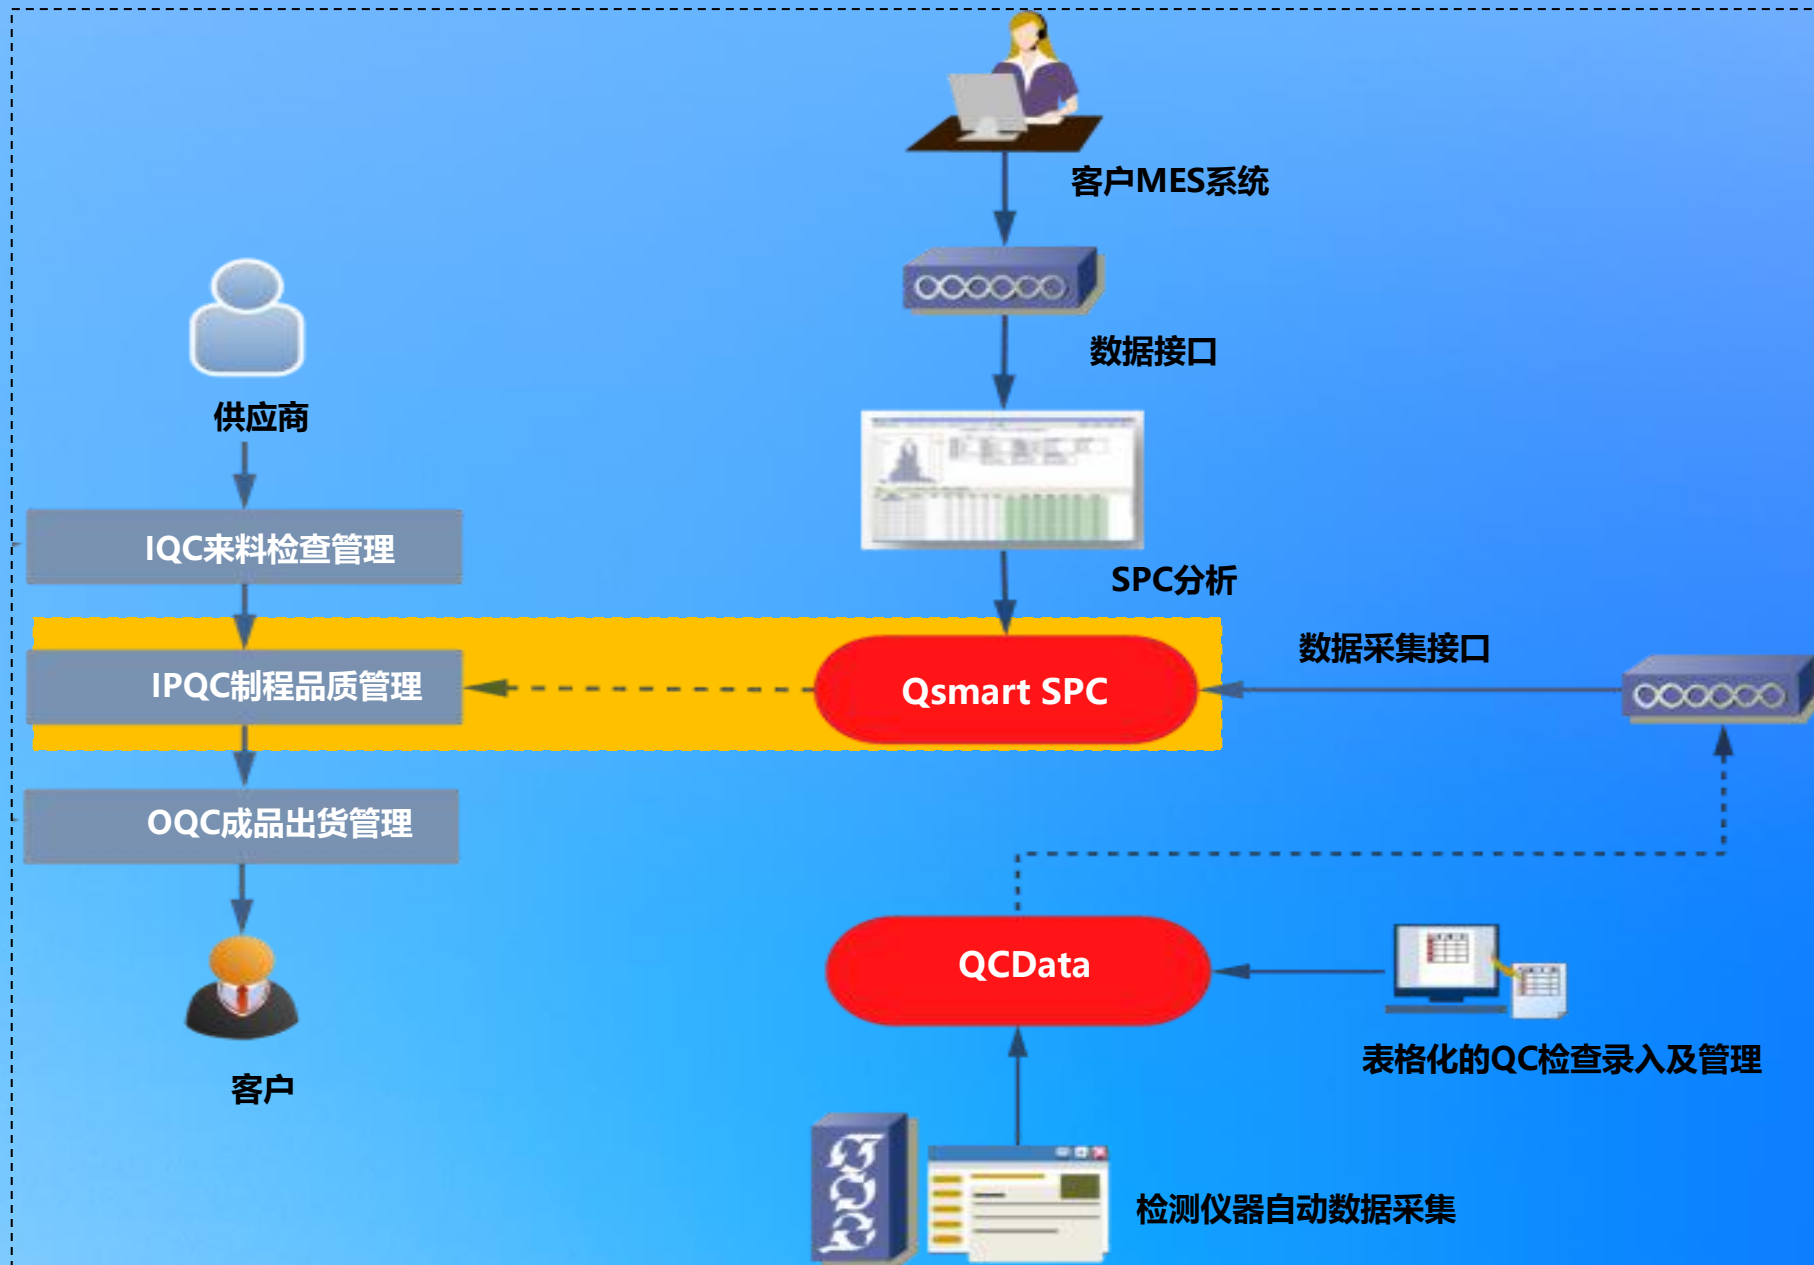 客户MES系统
数据接口
供应商
IQC来料检查管理
SPC分析
数据采集接口
IPQC制程品质管理
Qsmart SPC
OQC成品出货管理
QCData
表格化的QC检查录入及管理
客户
检测仪器自动数据采集